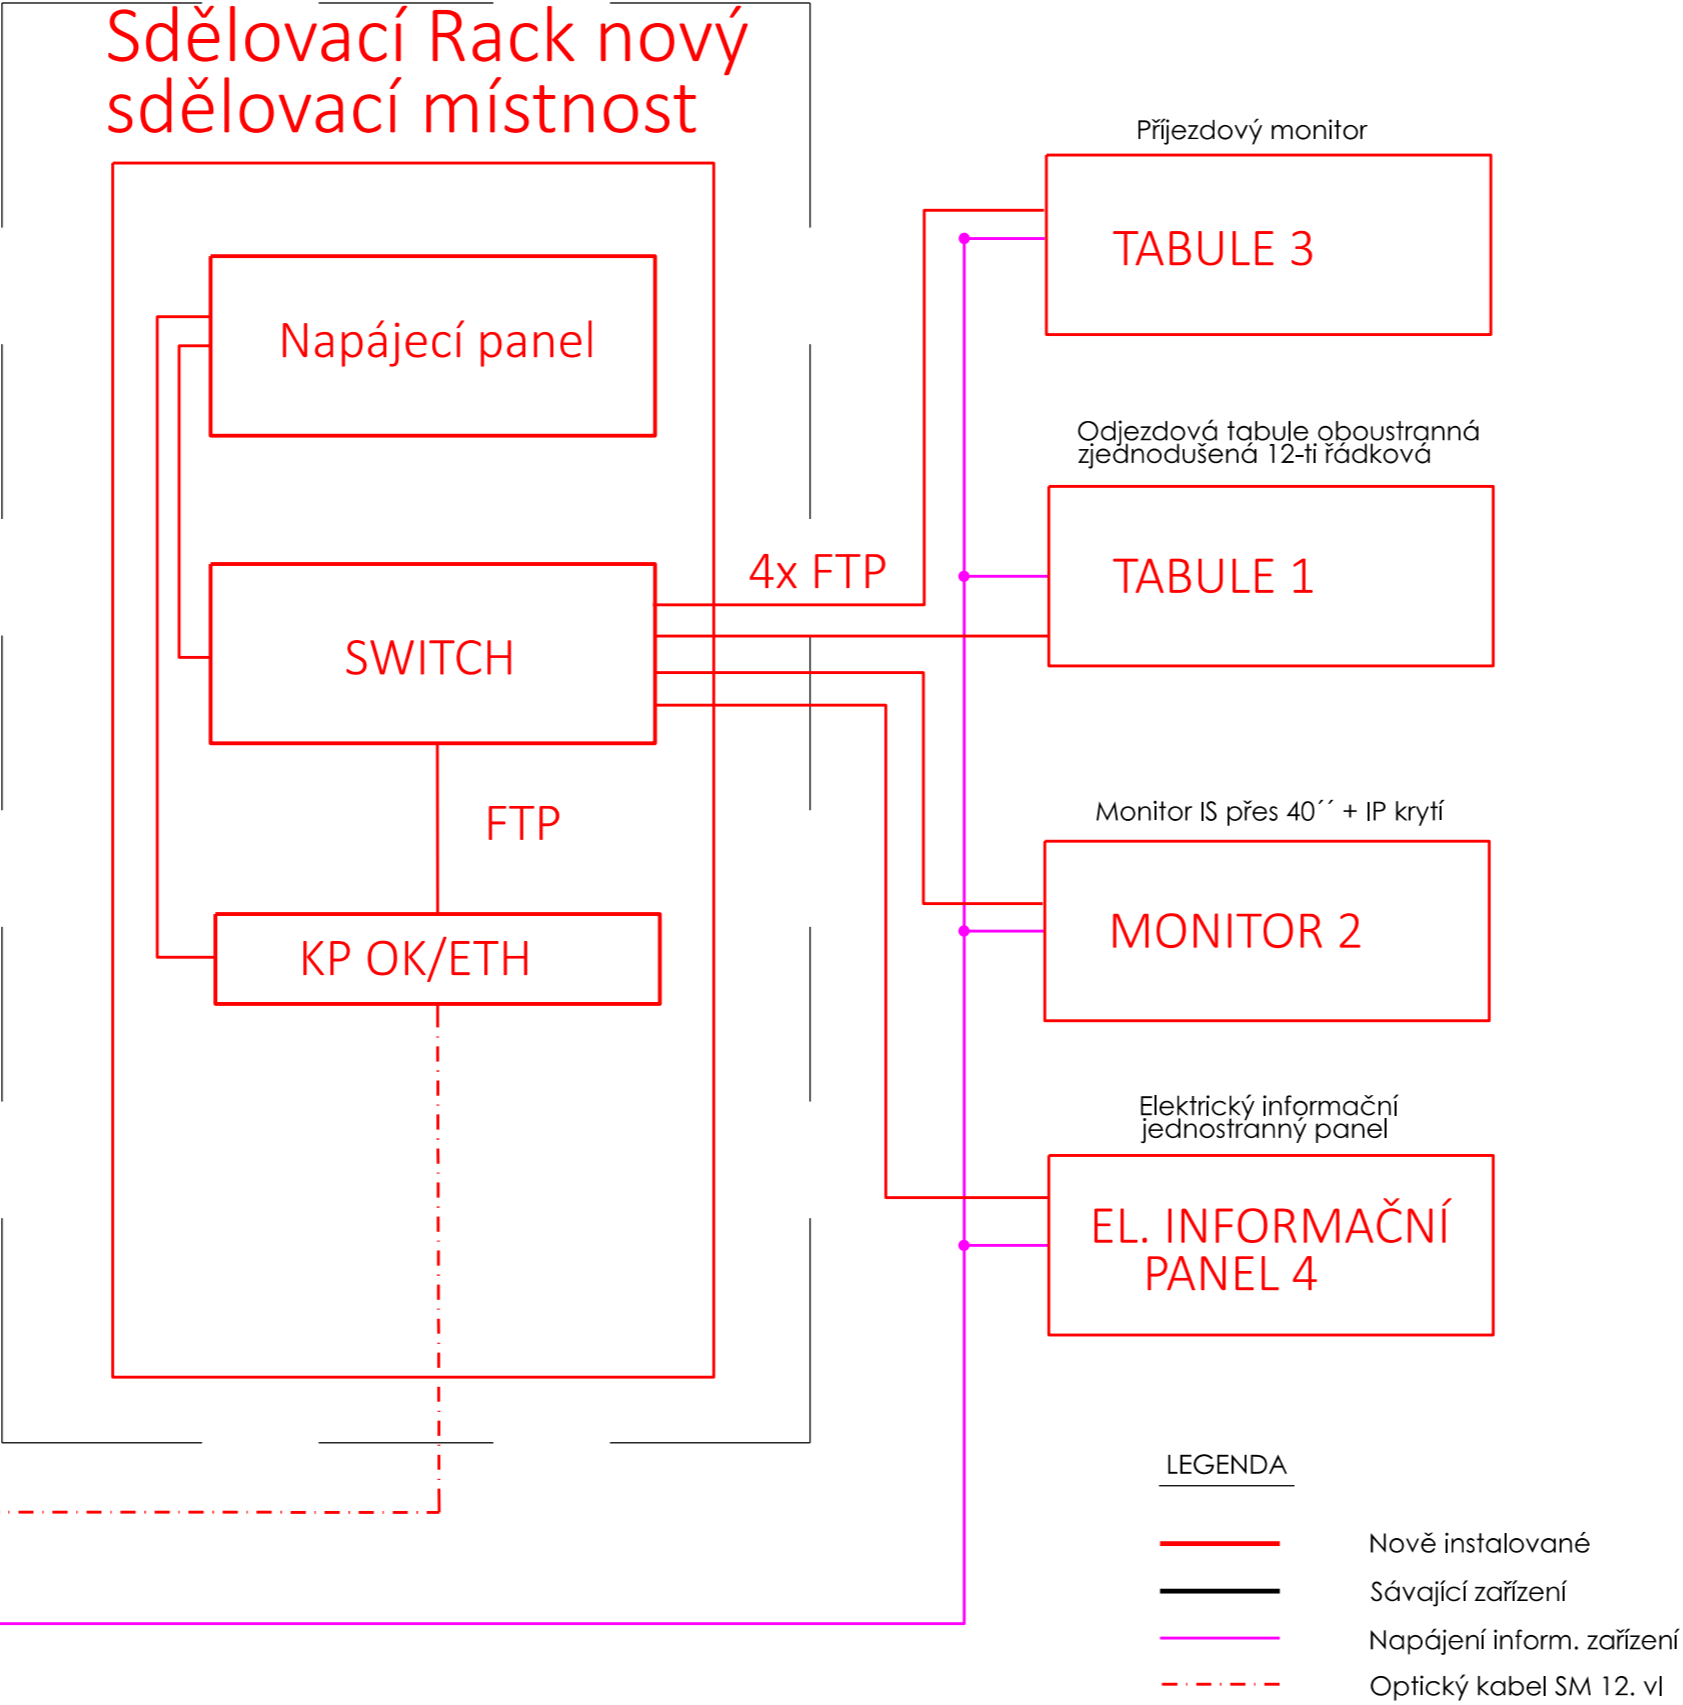 Sdělovací Rack nový
sdělovací místnost
Napájecí panel
SWITCH
FTP
KP OK/ETH
4x FTP
Příjezdový monitor
TABULE 3
Odjezdová tabule oboustranná
zjednodušená 12-ti řádková
TABULE 1
Monitor IS přes 40´´ + IP krytí
MONITOR 2
Elektrický informační
jednostranný panel
EL. INFORMAČNÍ
PANEL 4
LEGENDA
Nově instalované
Sávající zařízení
Napájení inform. zařízení
Optický kabel SM 12. vl